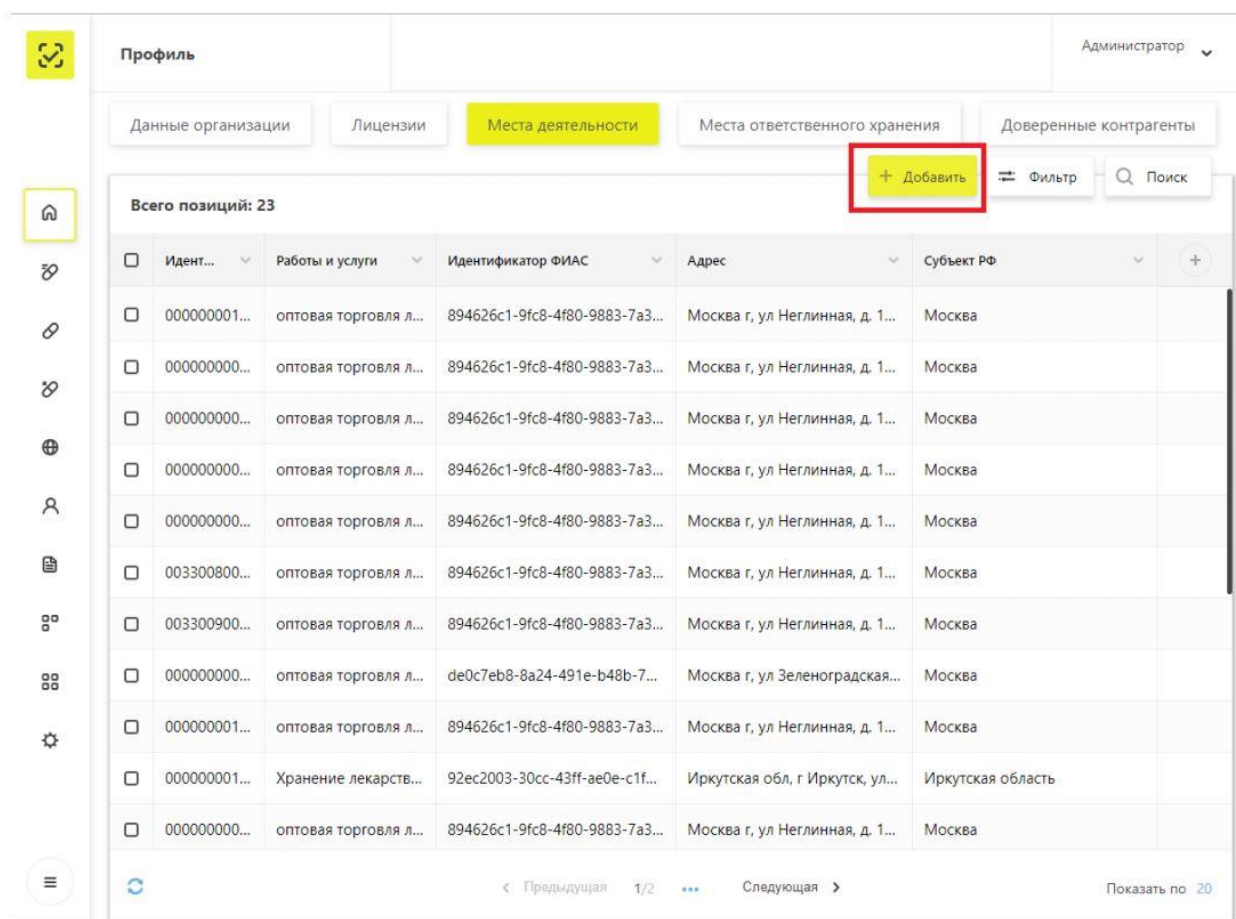 Профиль
Администратор
Данные организации Лицензии Места деятельности Места ответственного хранения Доверенные контрагенты
+ Добавить Фильтр Поиск
Всего позиций: 23
Идент... Работы и услуги Идентификатор ФИАС Адрес Субъект РФ +
000000001... оптовая торговля л... 894626c1-9fc8-4f80-9883-7a3... Москва г, ул Неглинная, д. 1... Москва
000000000... оптовая торговля л... 894626c1-9fc8-4f80-9883-7a3... Москва г, ул Неглинная, д. 1... Москва
000000000... оптовая торговля л... 894626c1-9fc8-4f80-9883-7a3... Москва г, ул Неглинная, д. 1... Москва
000000000... оптовая торговля л... 894626c1-9fc8-4f80-9883-7a3... Москва г, ул Неглинная, д. 1... Москва
000000000... оптовая торговля л... 894626c1-9fc8-4f80-9883-7a3... Москва г, ул Неглинная, д. 1... Москва
003300800... оптовая торговля л... 894626c1-9fc8-4f80-9883-7a3... Москва г, ул Неглинная, д. 1... Москва
003300900... оптовая торговля л... 894626c1-9fc8-4f80-9883-7a3... Москва г, ул Неглинная, д. 1... Москва
000000000... оптовая торговля л... de0c7eb8-8a24-491e-b48b-7... Москва г, ул Зеленоградская... Москва
000000001... оптовая торговля л... 894626c1-9fc8-4f80-9883-7a3... Москва г, ул Неглинная, д. 1... Москва
000000001... Хранение лекарств... 92ec2003-30cc-43ff-ae0e-c1f... Иркутская обл, г Иркутск, ул... Иркутская область
000000000... оптовая торговля л... 894626c1-9fc8-4f80-9883-7a3... Москва г, ул Неглинная, д. 1... Москва
Предыдущая 1/2 ... Следующая Показать по 20